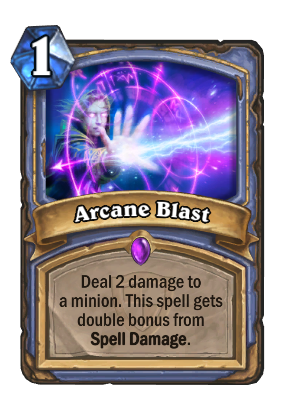 1
Arcane Blast
Deal 2 damage to
a minion. This spell gets
double bonus from
Spell Damage.